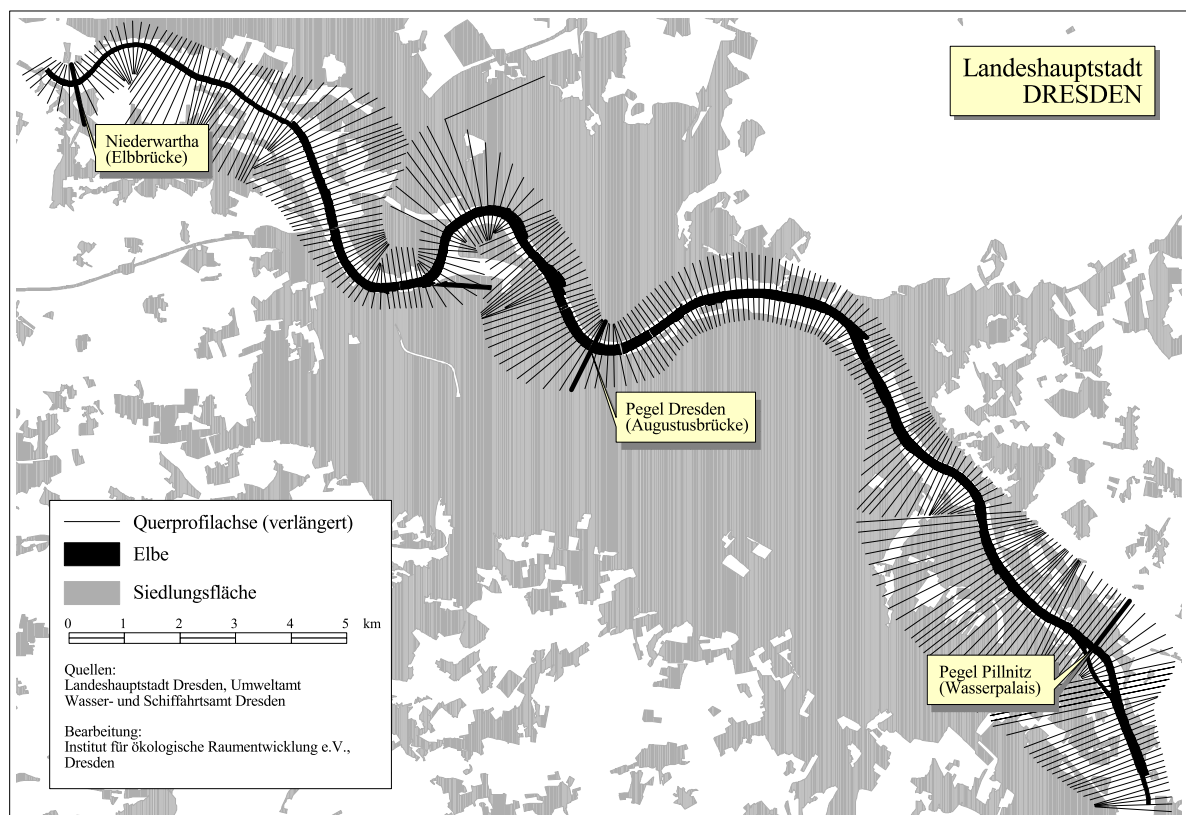 Landeshauptstadt
DRESDEN
Niederwartha
(Elbbrücke)
Pegel Dresden
(Augustusbrücke)
Pegel Pillnitz
(Wasserpalais)
Querprofilachse (verlängert)
Elbe
Siedlungsfläche
0 1 2 3 4 5 km
Quellen:
Landeshauptstadt Dresden, Umweltamt
Wasser- und Schiffahrtsamt Dresden
Bearbeitung:
Institut für ökologische Raumentwicklung e.V.,
Dresden